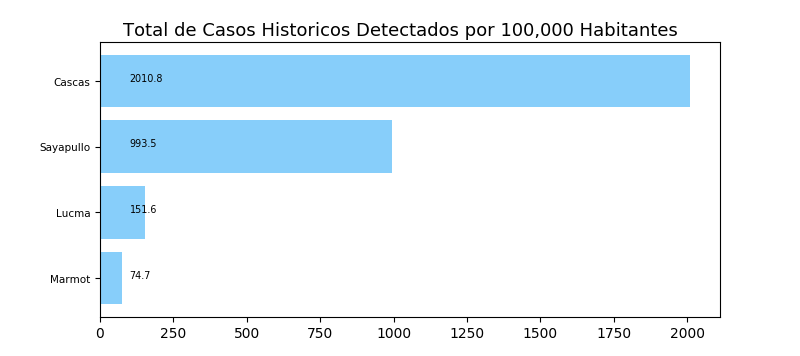 Total de Casos Historicos Detectados por 100,000 Habitantes
Cascas 2010.8
Sayapullo 993.5
Lucma 151.6
Marmot 74.7
0 250 500 750 1000 1250 1500 1750 2000